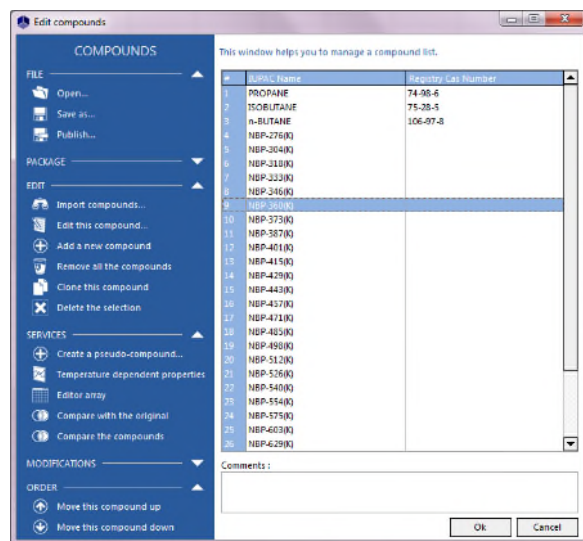 Edit compounds
COMPOUNDS
FILE
Open...
Save as...
Publish...
PACKAGE
EDIT
Import compounds...
Edit this compound...
Add a new compound
Remove all the compounds
Clone this compound
Delete the selection
SERVICES
Create a pseudo-compound...
Temperature dependent properties
Editor array
Compare with the original
Compare the compounds
MODIFICATIONS
ORDER
Move this compound up
Move this compound down
This window helps you to manage a compound list.
# IUPAC Name Registry Cas Number
1 PROPANE 74-98-6
2 ISOBUTANE 75-28-5
3 n-BUTANE 106-97-8
4 NBP-276(K)
5 NBP-304(K)
6 NBP-318(K)
7 NBP-333(K)
8 NBP-346(K)
9 NBP-360(K)
10 NBP-373(K)
11 NBP-387(K)
12 NBP-401(K)
13 NBP-415(K)
14 NBP-429(K)
15 NBP-443(K)
16 NBP-457(K)
17 NBP-471(K)
18 NBP-485(K)
19 NBP-498(K)
20 NBP-512(K)
21 NBP-526(K)
22 NBP-540(K)
23 NBP-554(K)
24 NBP-575(K)
25 NBP-603(K)
26 NBP-629(K)
Comments :
Ok Cancel